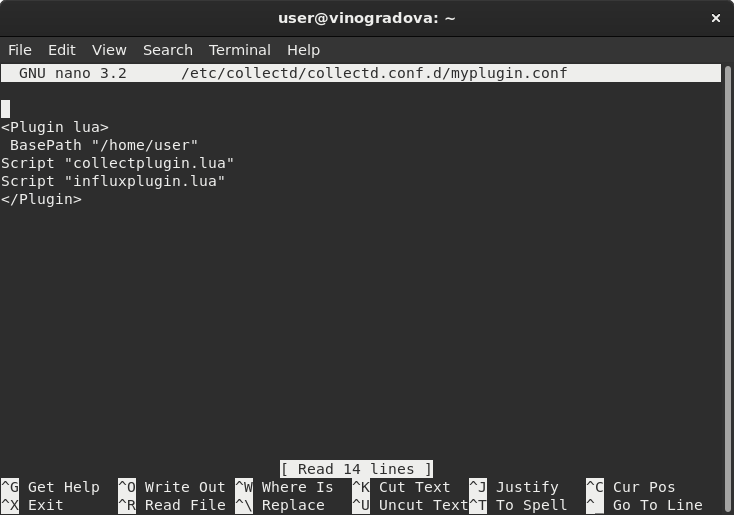 user@vinogradova: ~ ×
File Edit View Search Terminal Help
GNU nano 3.2 /etc/collectd/collectd.conf.d/myplugin.conf
<Plugin lua>
BasePath "/home/user"
Script "collectplugin.lua"
Script "influxplugin.lua"
</Plugin>
[ Read 14 lines ]
^G Get Help ^O Write Out ^W Where Is ^K Cut Text ^J Justify ^C Cur Pos
^X Exit ^R Read File ^\ Replace ^U Uncut Text ^T To Spell ^_ Go To Line